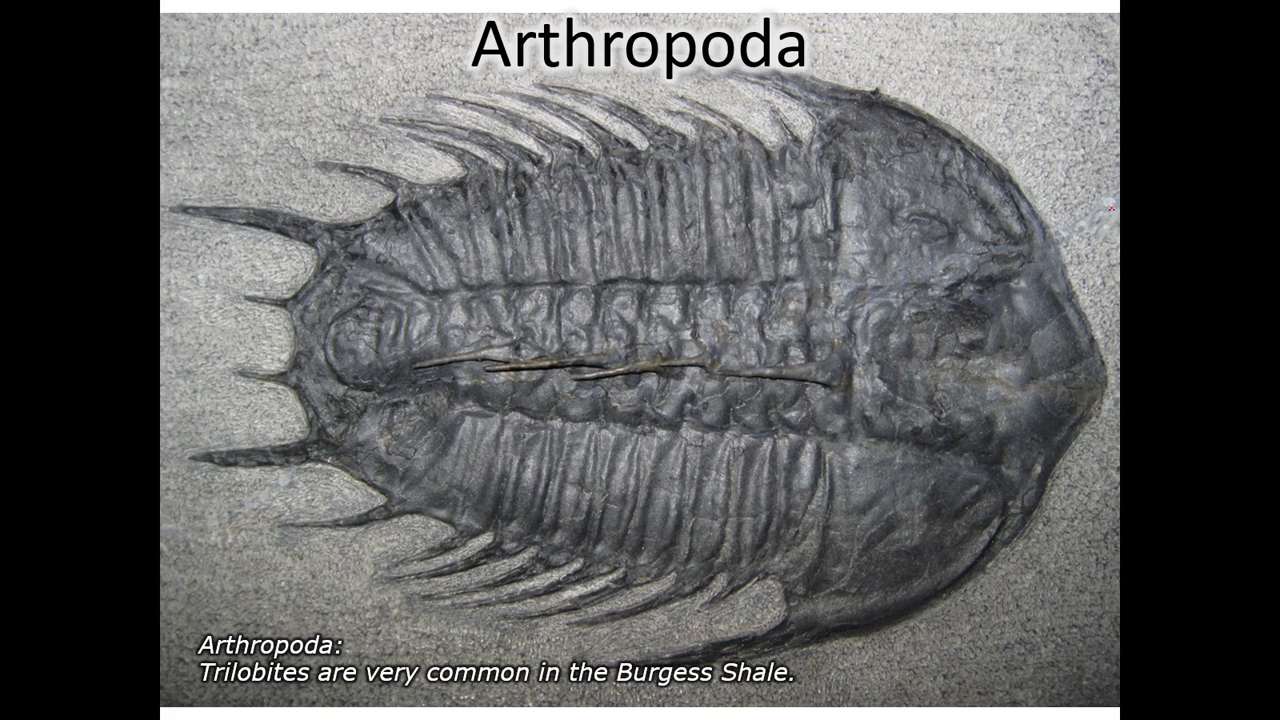 Arthropoda
Arthropoda:
Trilobites are very common in the Burgess Shale.